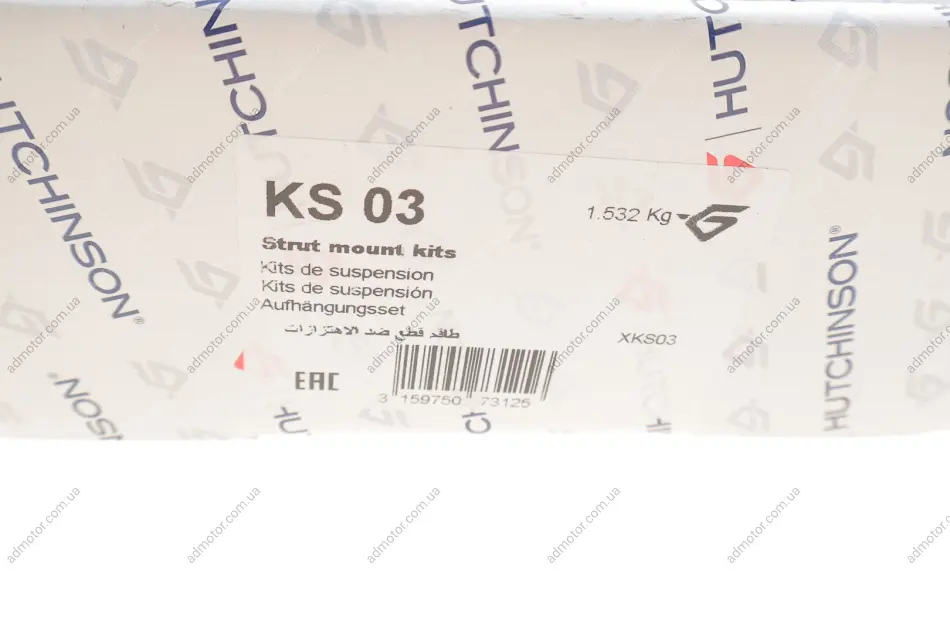 HUTCHINSON®
HUTCHINSON
KS 03
1.532 Kg
Strut mount kits
Kits de suspension
Kits de suspensión
Aufhängungsset
طاقم قطع ضد الاهتزازات
XKS03
EAC
3 159750 73125
HUTCHINSON®
admotor.com.ua